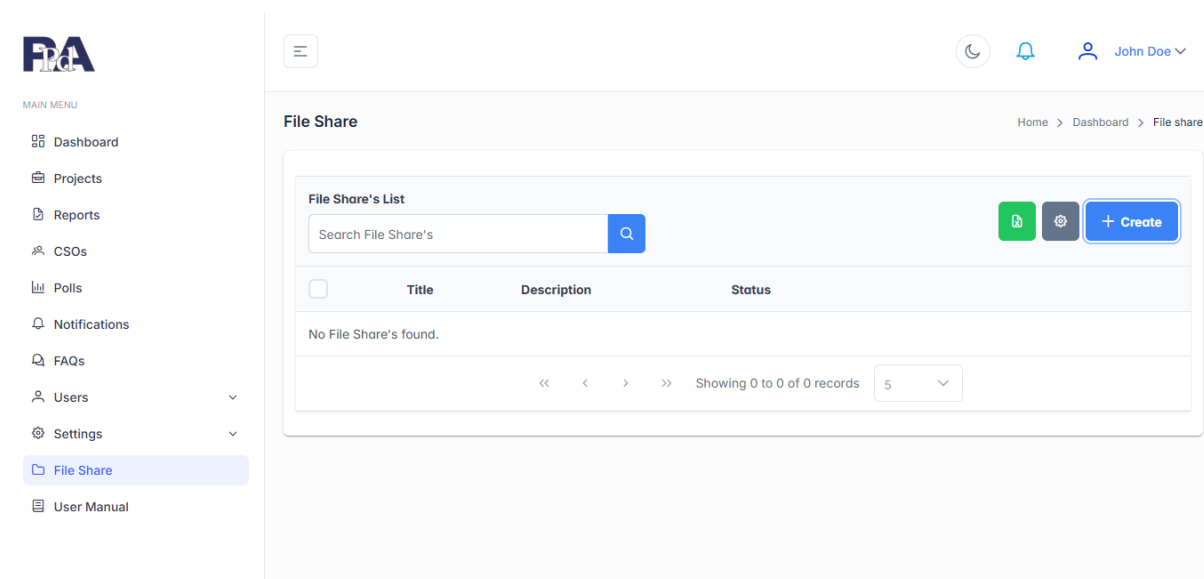 PPdA
John Doe
MAIN MENU
Dashboard
Projects
Reports
CSOs
Polls
Notifications
FAQs
Users
Settings
File Share
User Manual
File Share
Home > Dashboard > File share
File Share's List
Search File Share's
+ Create
Title Description Status
No File Share's found.
<< < > >> Showing 0 to 0 of 0 records 5